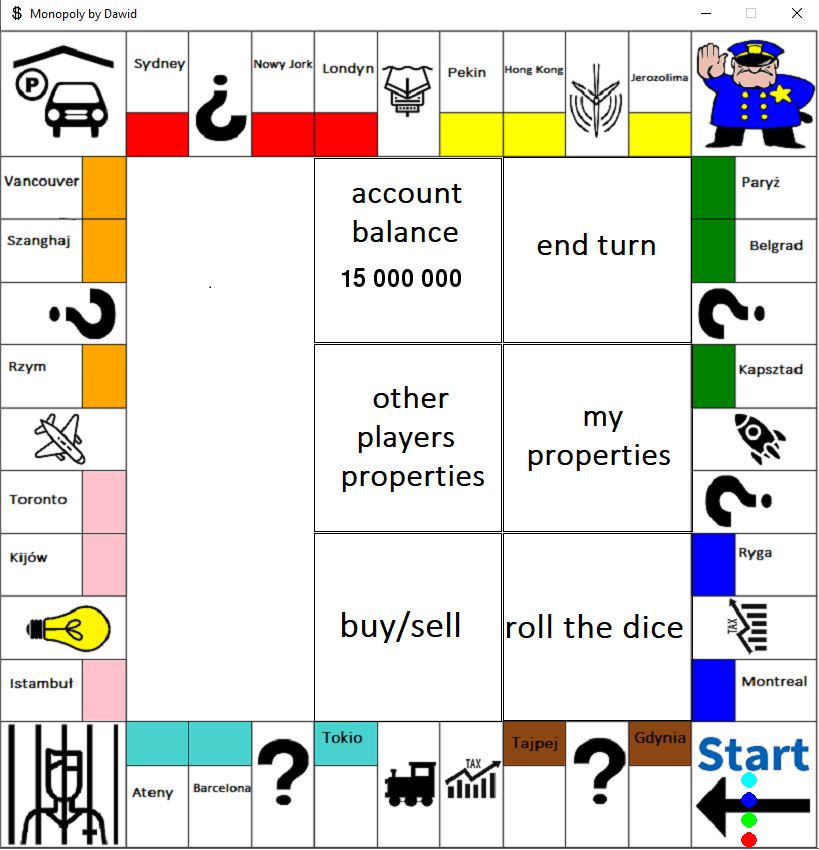 $ Monopoly by Dawid
Sydney
¿
Nowy Jork
Londyn
Pekin
Hong Kong
Jerozolima
P
Vancouver
account
balance
15 000 000
end turn
Paryż
Szanghaj
Belgrad
?
?
Rzym
other
players
properties
my
properties
Kapsztad
Toronto
?
Kijów
Ryga
buy/sell
roll the dice
TAX
Istambuł
Montreal
Ateny
Barcelona
?
Tokio
TAX
Tajpej
?
Gdynia
Start